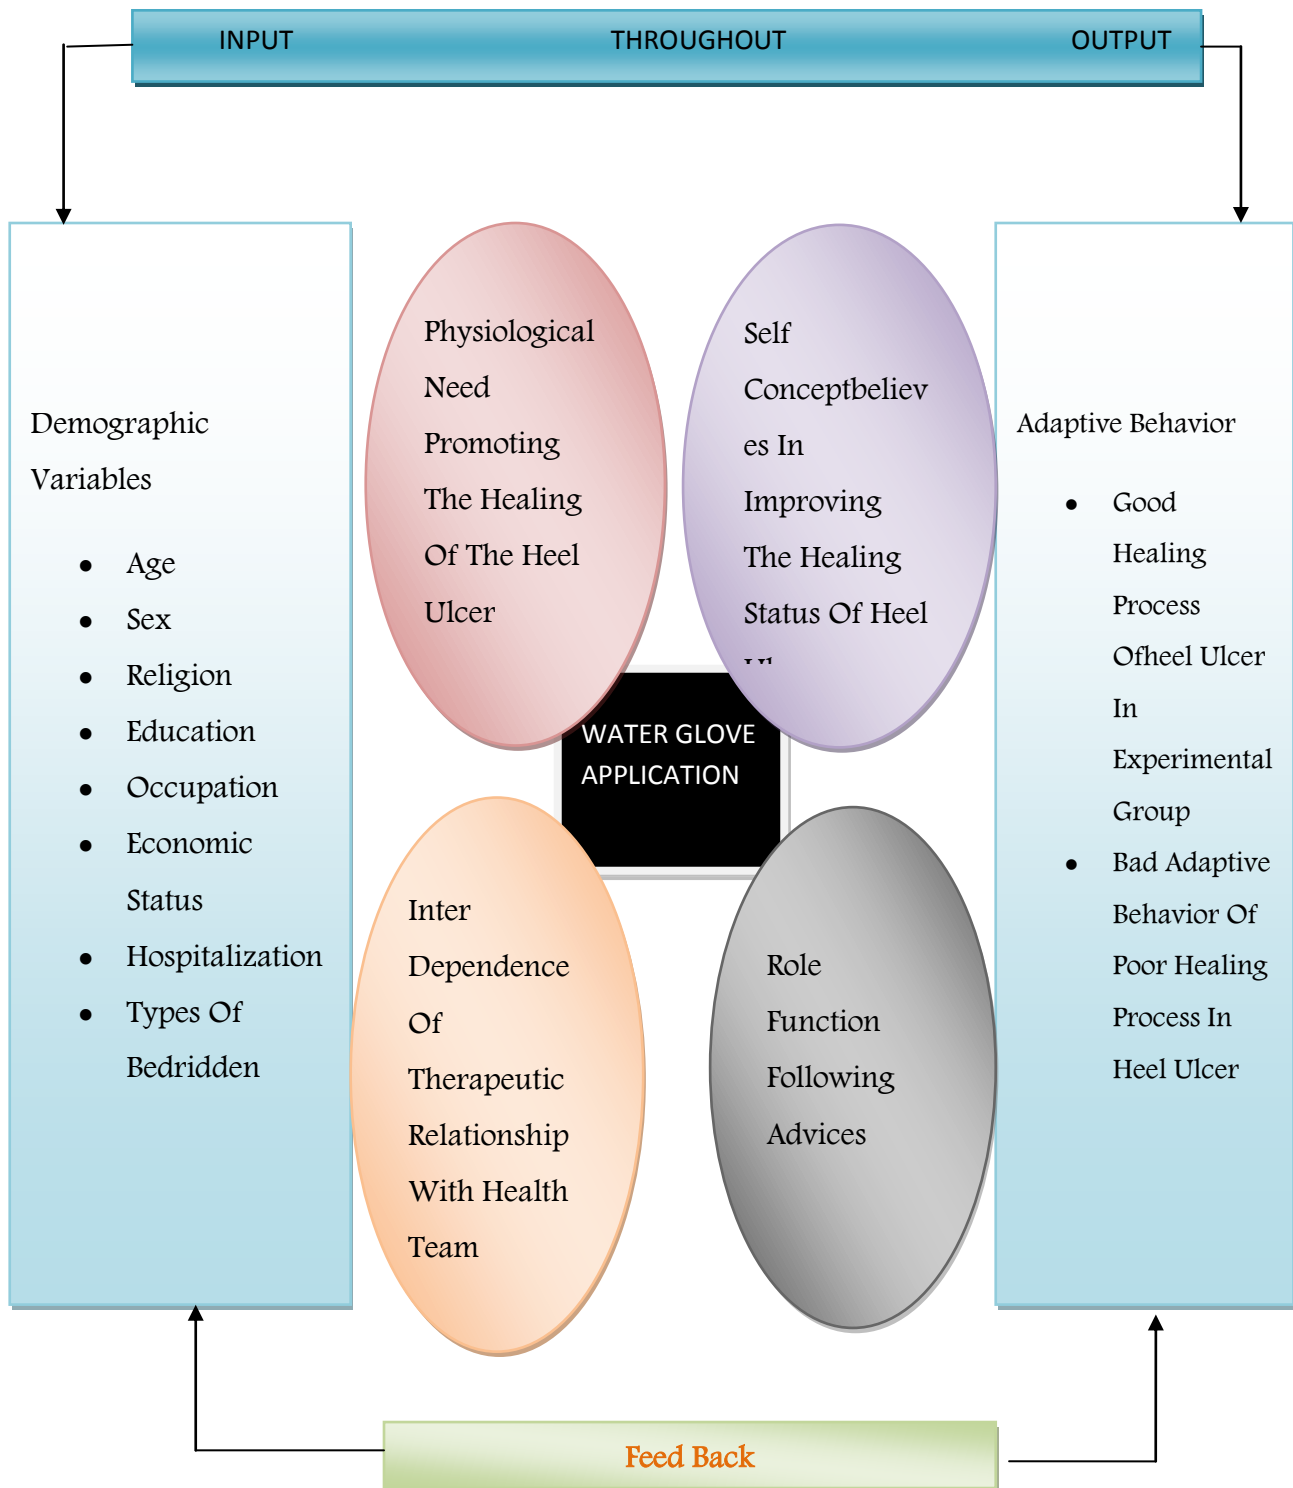 INPUT THROUGHOUT OUTPUT
Demographic
Variables
● Age
● Sex
● Religion
● Education
● Occupation
● Economic
Status
● Hospitalization
● Types Of
Bedridden
Physiological
Need
Promoting
The Healing
Of The Heel
Ulcer
Self
Conceptbeliev
es In
Improving
The Healing
Status Of Heel
WATER GLOVE
APPLICATION
Inter
Dependence
Of
Therapeutic
Relationship
With Health
Team
Role
Function
Following
Advices
Adaptive Behavior
● Good
Healing
Process
Ofheel Ulcer
In
Experimental
Group
● Bad Adaptive
Behavior Of
Poor Healing
Process In
Heel Ulcer
Feed Back